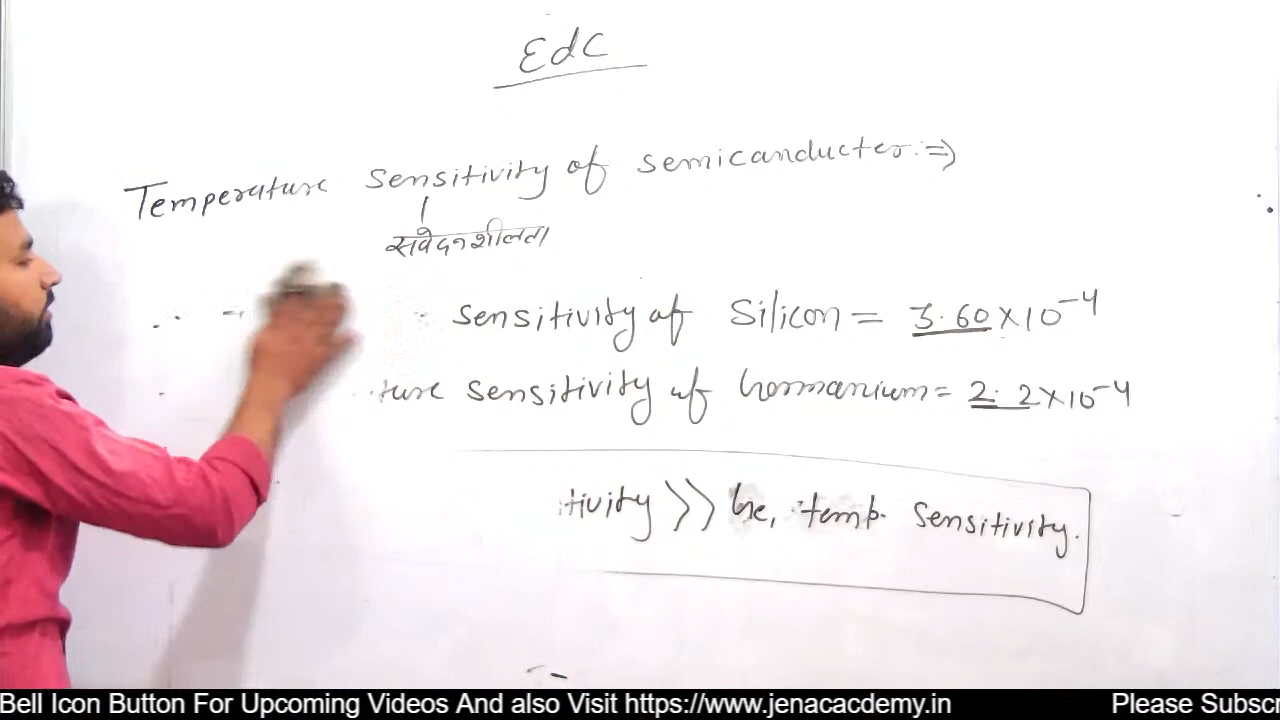 EdC
Temperature sensitivity of semiconducter :⇒
संवेदनशीलता
sensitivity of Silicon = 3.60×10⁻⁴
ture sensitivity of Germanium = 2.2×10⁻⁴
tivity >> Ge, temp. sensitivity.
Bell Icon Button For Upcoming Videos And also Visit https://www.jenacacdemy.in Please Subscr